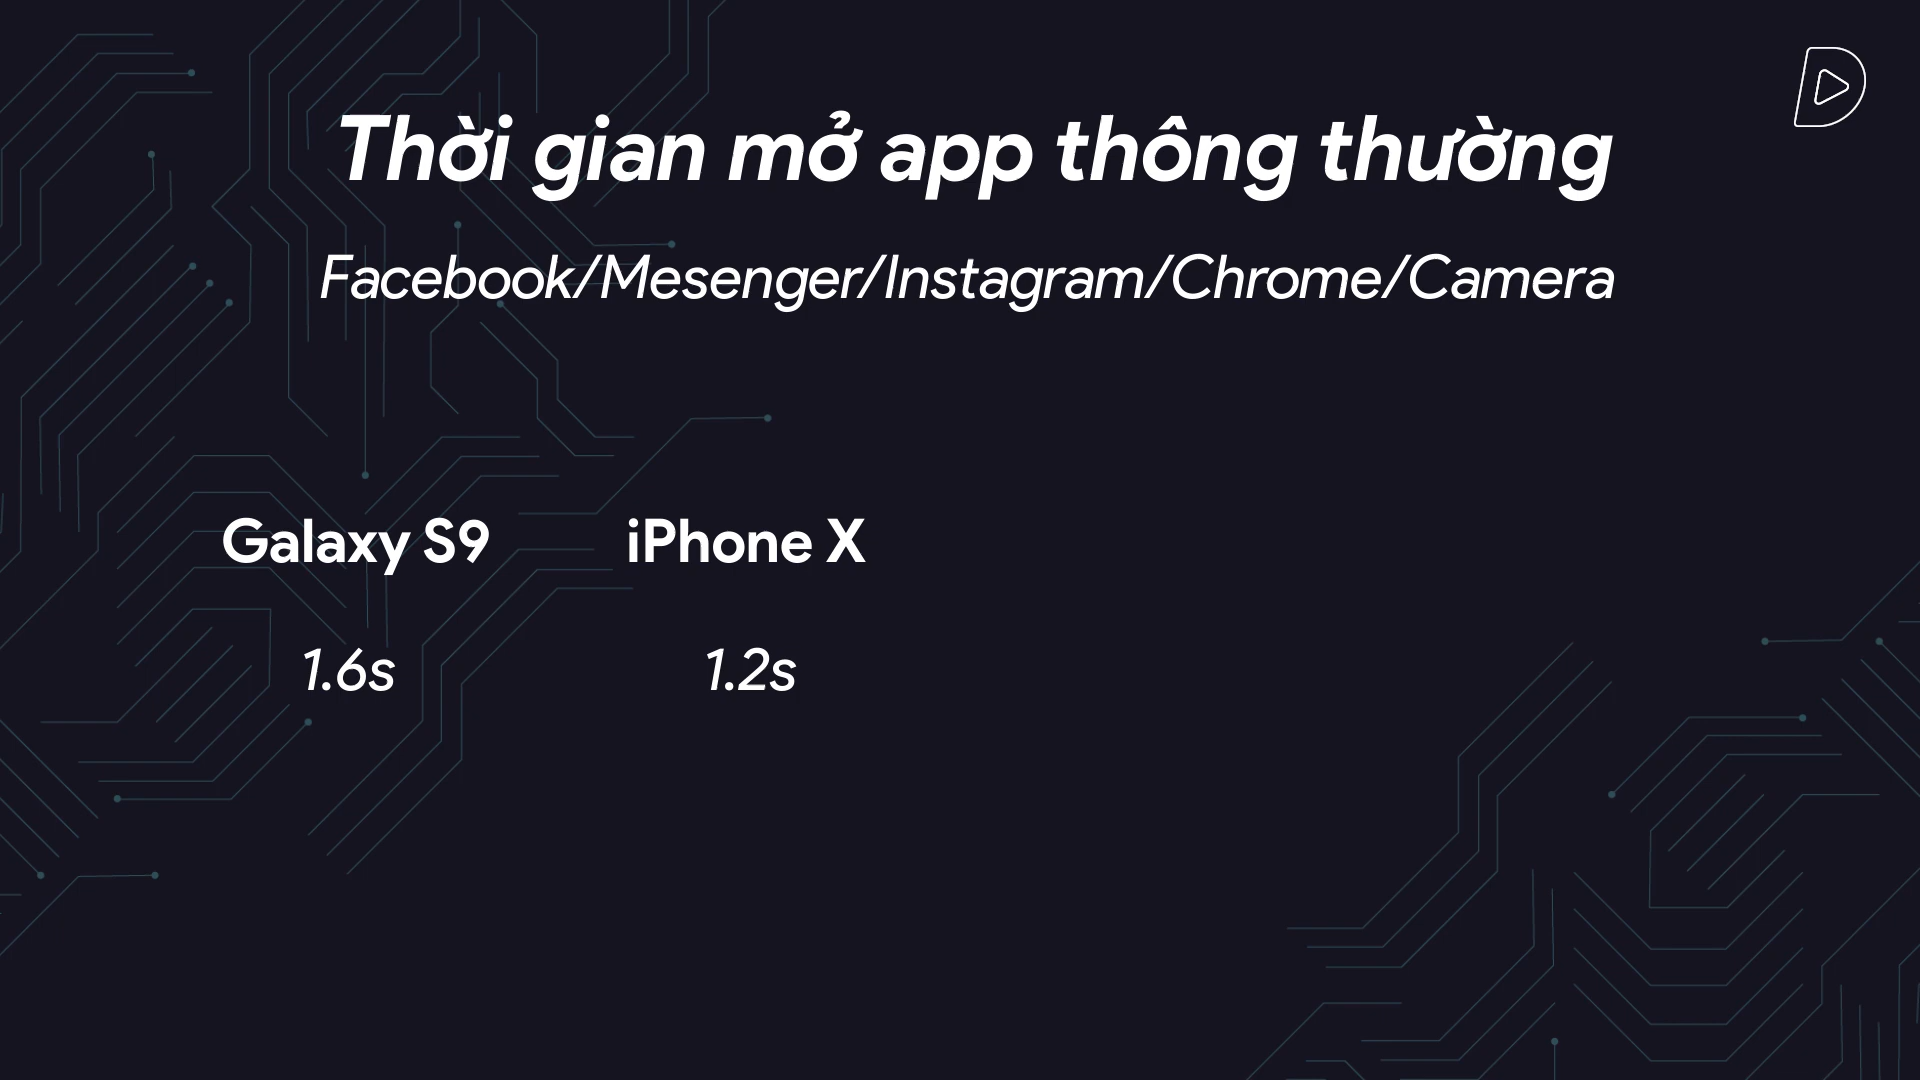 Thời gian mở app thông thường
Facebook/Mesenger/Instagram/Chrome/Camera
Galaxy S9 iPhone X
1.6s 1.2s